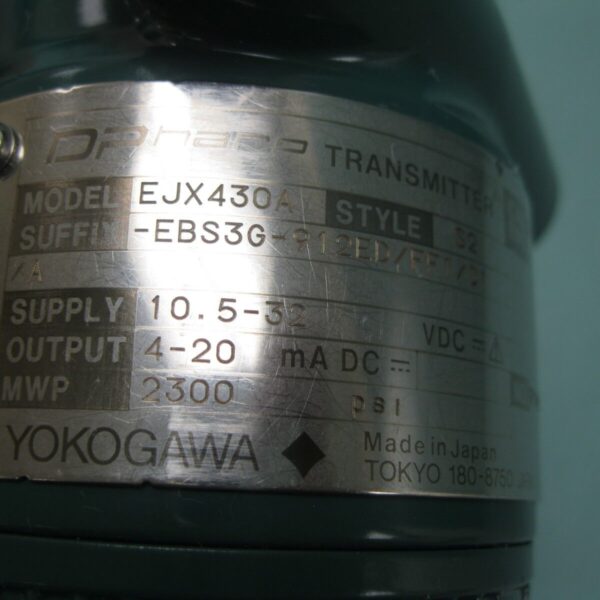 DPharp TRANSMITTER
MODEL EJX430A STYLE S2
SUFFIX -EBS3G-912ED/
/A
SUPPLY 10.5-32 VDC
OUTPUT 4-20 mA DC
MWP 2300 psi
YOKOGAWA
Made in Japan
TOKYO 180-8750